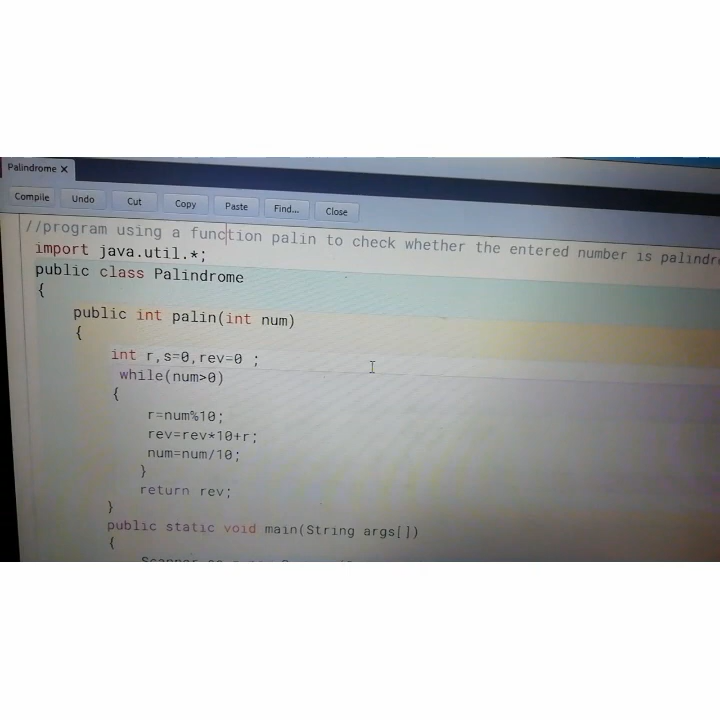 Palindrome X
Compile Undo Cut Copy Paste Find... Close
//program using a function palin to check whether the entered number is
import java.util.*;
public class Palindrome
{
public int palin(int num)
{
int r,s=0,rev=0 ;
while(num>0)
{
r=num%10;
rev=rev*10+r;
num=num/10;
}
return rev;
}
public static void main(String args[])
{